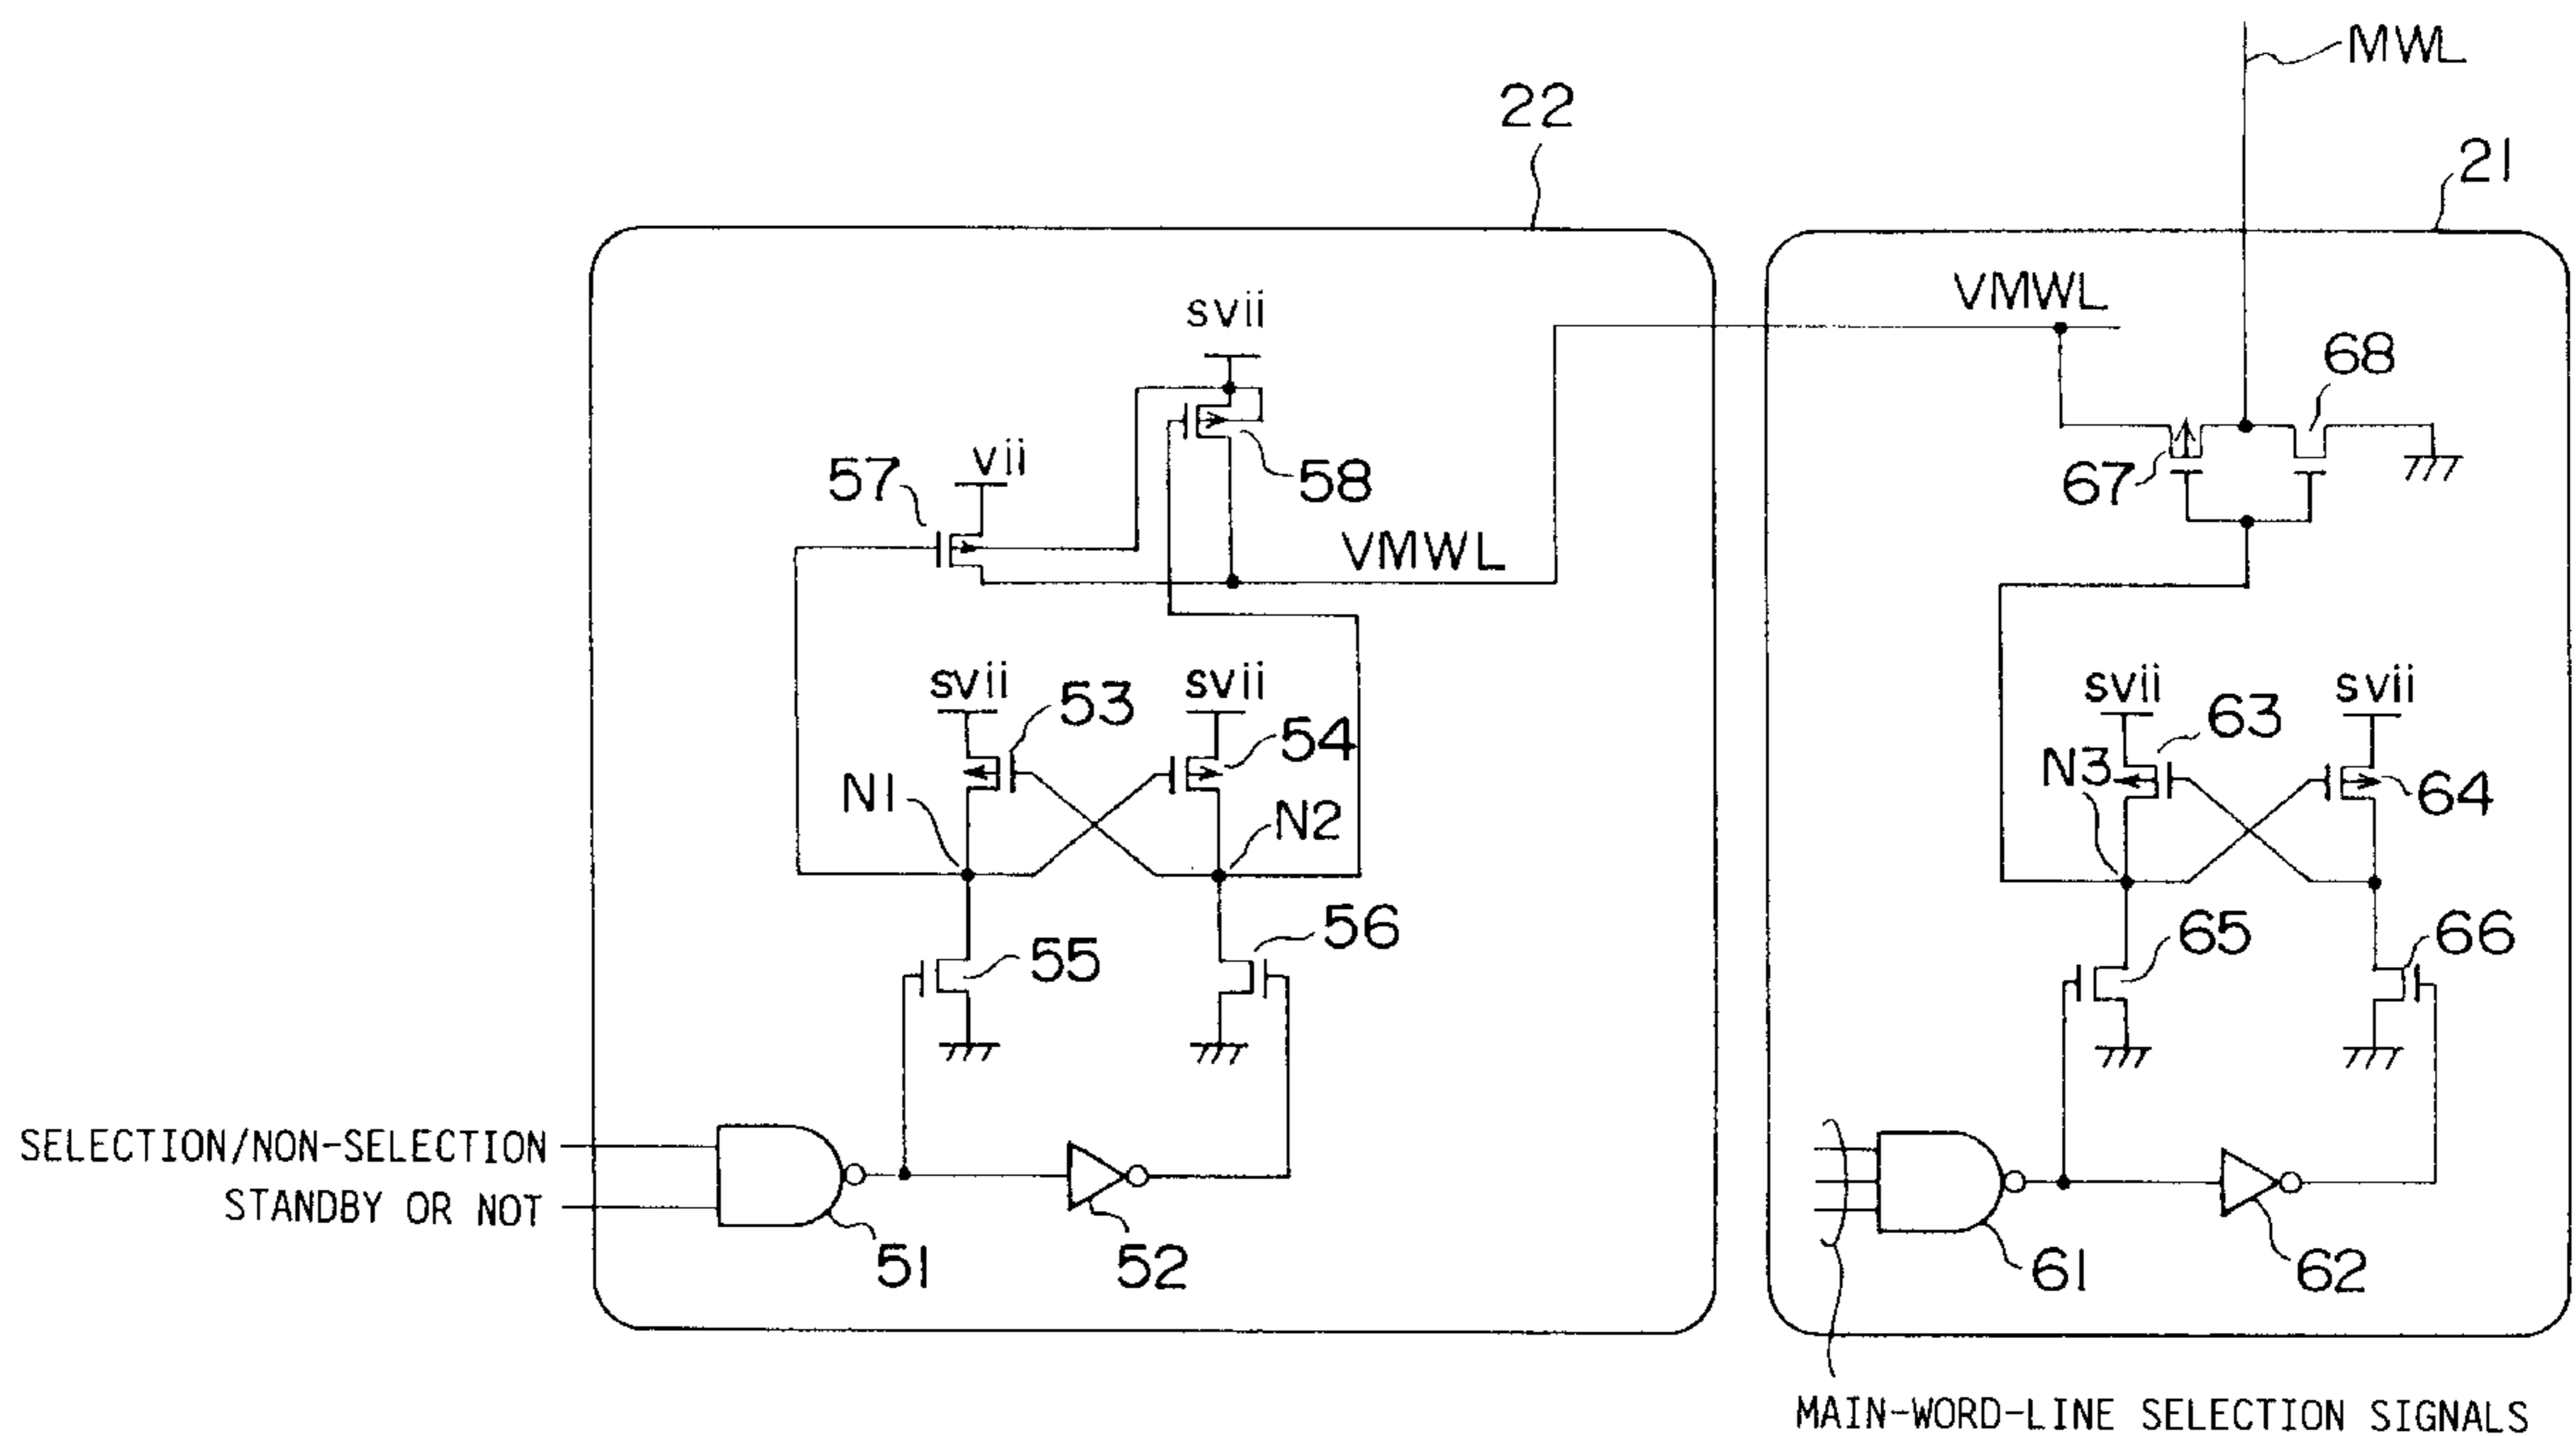 MWL
22
21
svii
VMWL
68
57
vii
58
67
VMWL
svii
53
svii
54
svii
63
svii
N1
N2
N3
64
55
56
65
66
SELECTION/NON-SELECTION
STANDBY OR NOT
51
52
61
62
MAIN-WORD-LINE SELECTION SIGNALS